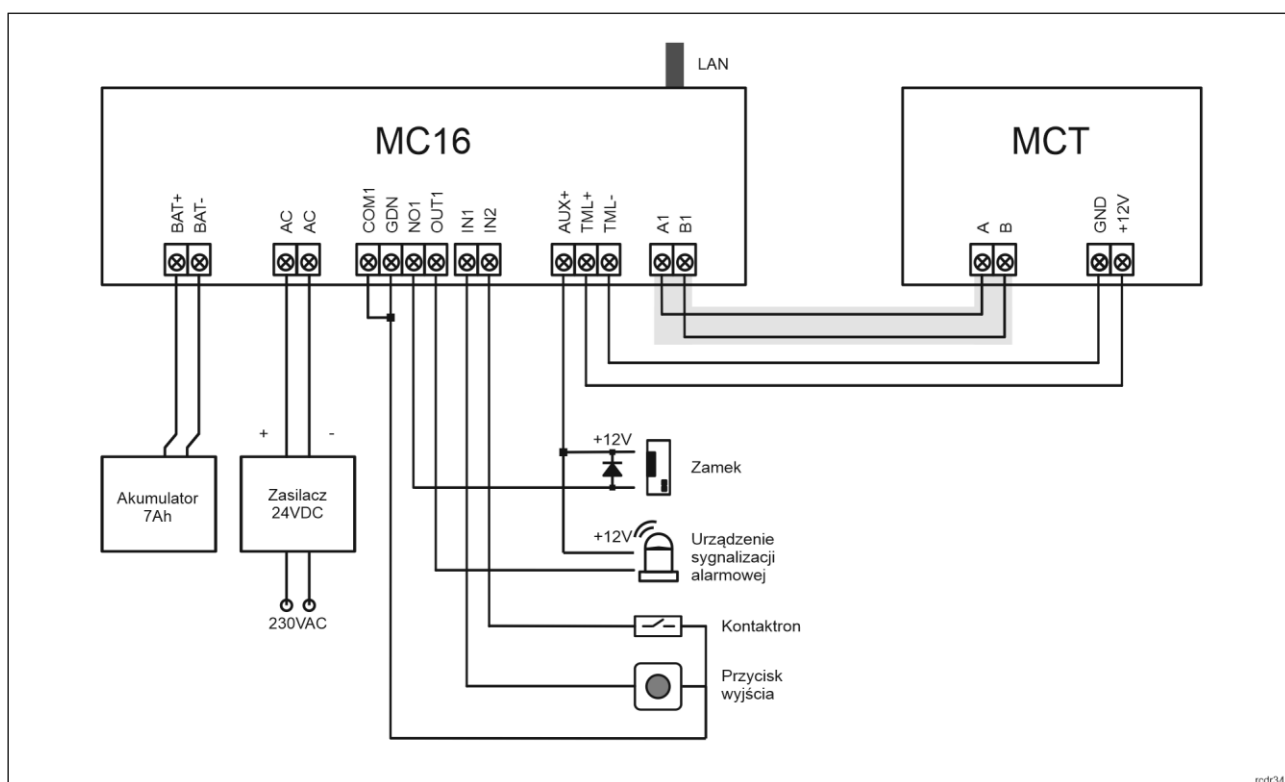 LAN
MC16
MCT
BAT+
BAT-
AC
AC
COM1
GDN
NO1
OUT1
IN1
IN2
AUX+
TML+
TML-
A1
B1
A
B
GND
+12V
+
-
Akumulator
7Ah
Zasilacz
24VDC
230VAC
+12V
Zamek
+12V
Urządzenie
sygnalizacji
alarmowej
Kontaktron
Przycisk
wyjścia
rcdr34